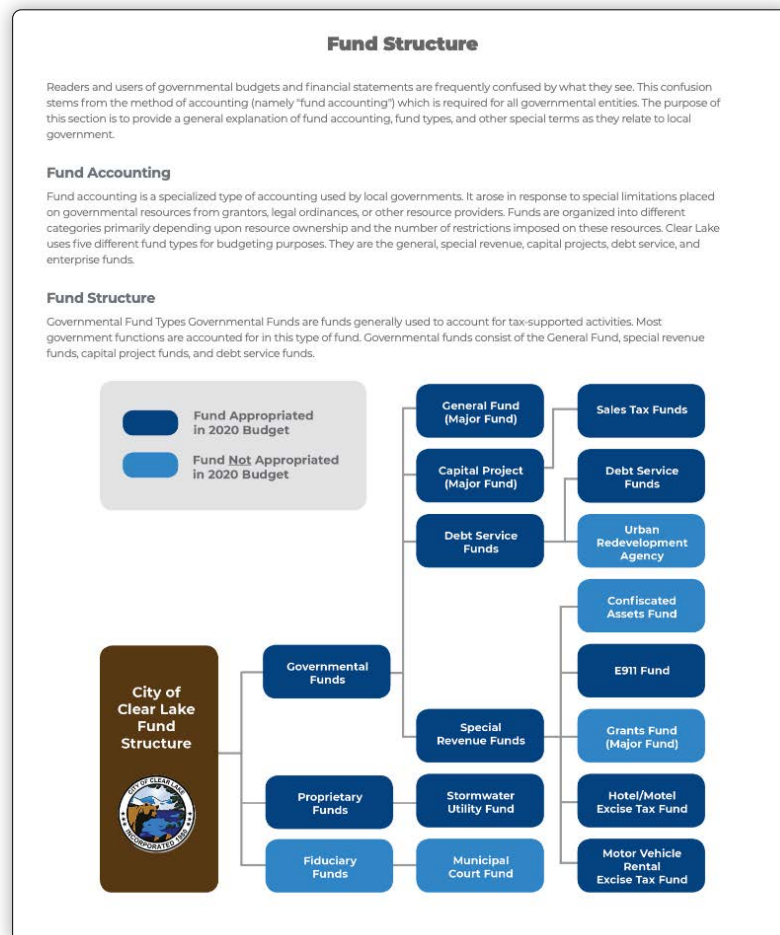 Fund Structure
Readers and users of governmental budgets and financial statements are frequently confused by what they see. This confusion
stems from the method of accounting (namely "fund accounting") which is required for all governmental entities. The purpose of
this section is to provide a general explanation of fund accounting, fund types, and other special terms as they relate to local
government.
Fund Accounting
Fund accounting is a specialized type of accounting used by local governments. It arose in response to special limitations placed
on governmental resources from grantors, legal ordinances, or other resource providers. Funds are organized into different
categories primarily depending upon resource ownership and the number of restrictions imposed on these resources. Clear Lake
uses five different fund types for budgeting purposes. They are the general, special revenue, capital projects, debt service, and
enterprise funds.
Fund Structure
Governmental Fund Types Governmental Funds are funds generally used to account for tax-supported activities. Most
government functions are accounted for in this type of fund. Governmental funds consist of the General Fund, special revenue
funds, capital project funds, and debt service funds.
Fund Appropriated
in 2020 Budget
Fund Not Appropriated
in 2020 Budget
City of
Clear Lake
Fund
Structure
CITY OF CLEAR LAKE
INCORPORATED 1980
Governmental
Funds
Proprietary
Funds
Fiduciary
Funds
General Fund
(Major Fund)
Capital Project
(Major Fund)
Debt Service
Funds
Special
Revenue Funds
Stormwater
Utility Fund
Municipal
Court Fund
Sales Tax Funds
Debt Service
Funds
Urban
Redevelopment
Agency
Confiscated
Assets Fund
E911 Fund
Grants Fund
(Major Fund)
Hotel/Motel
Excise Tax Fund
Motor Vehicle
Rental
Excise Tax Fund